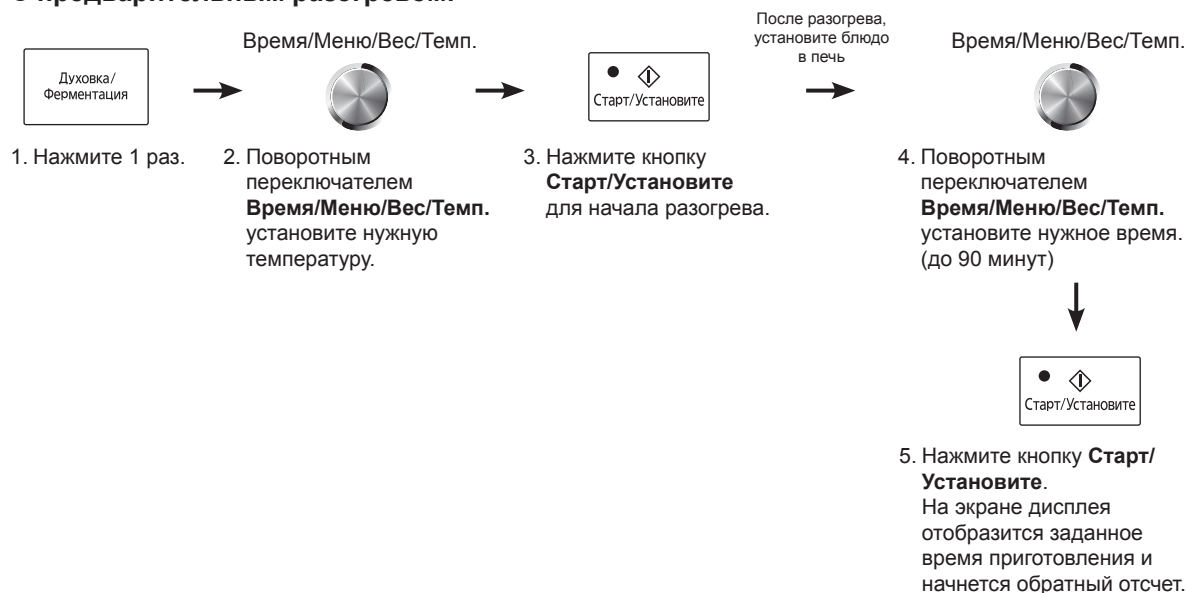 С предварительным разогревом:
Духовка/
Ферментация
1. Нажмите 1 раз.
Время/Меню/Вес/Темп.
2. Поворотным
переключателем
Время/Меню/Вес/Темп.
установите нужную
температуру.
Старт/Установите
3. Нажмите кнопку
Старт/Установите
для начала разогрева.
После разогрева,
установите блюдо
в печь
Время/Меню/Вес/Темп.
4. Поворотным
переключателем
Время/Меню/Вес/Темп.
установите нужное время.
(до 90 минут)
Старт/Установите
5. Нажмите кнопку Старт/
Установите.
На экране дисплея
отобразится заданное
время приготовления и
начнется обратный отсчет.